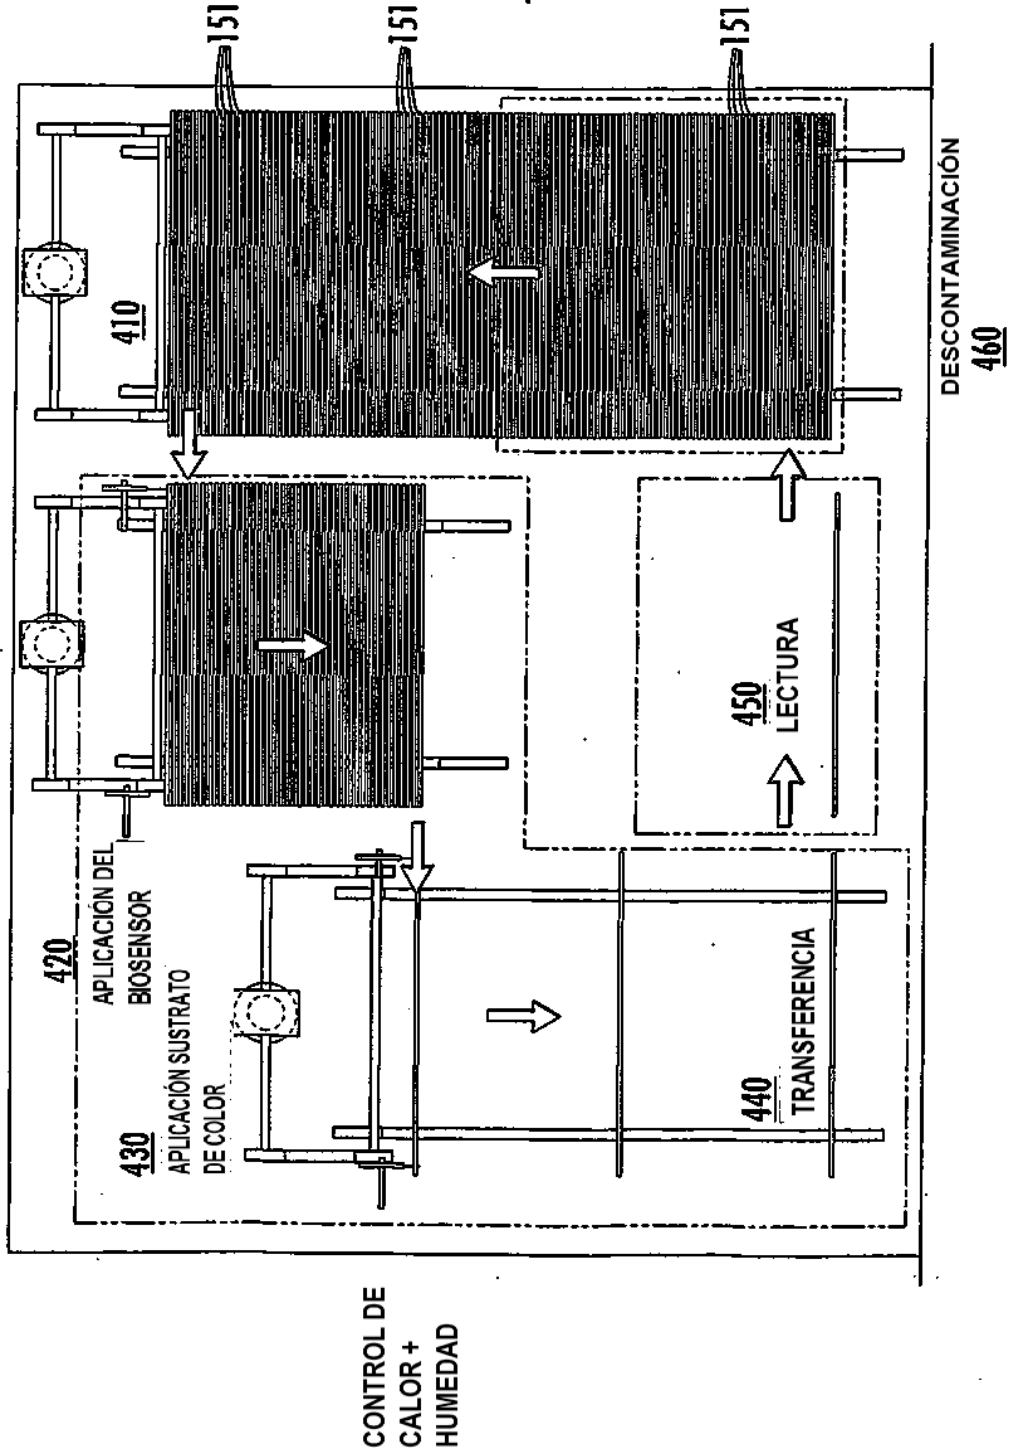 420
APLICACIÓN DEL
BIOSENSOR
430
APLICACIÓN SUSTRATO
DE COLOR
410
151
151
151
CONTROL DE
CALOR +
HUMEDAD
440
TRANSFERENCIA
450
LECTURA
DESCONTAMINACIÓN
460